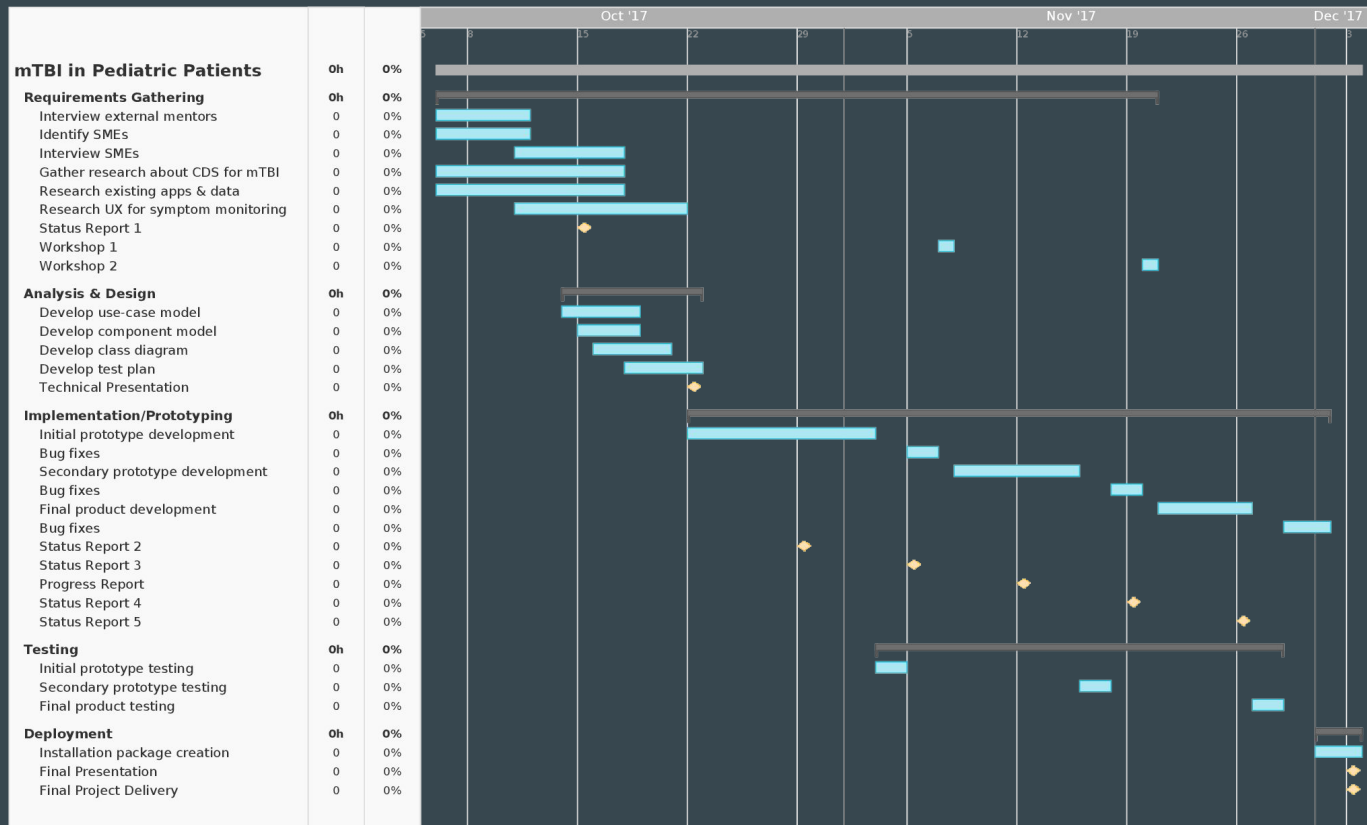 Oct '17 Nov '17 Dec '17
5 8 15 22 29 5 12 19 26 3
mTBI in Pediatric Patients 0h 0%
Requirements Gathering 0h 0%
Interview external mentors 0 0%
Identify SMEs 0 0%
Interview SMEs 0 0%
Gather research about CDS for mTBI 0 0%
Research existing apps & data 0 0%
Research UX for symptom monitoring 0 0%
Status Report 1 0 0%
Workshop 1 0 0%
Workshop 2 0 0%
Analysis & Design 0h 0%
Develop use-case model 0 0%
Develop component model 0 0%
Develop class diagram 0 0%
Develop test plan 0 0%
Technical Presentation 0 0%
Implementation/Prototyping 0h 0%
Initial prototype development 0 0%
Bug fixes 0 0%
Secondary prototype development 0 0%
Bug fixes 0 0%
Final product development 0 0%
Bug fixes 0 0%
Status Report 2 0 0%
Status Report 3 0 0%
Progress Report 0 0%
Status Report 4 0 0%
Status Report 5 0 0%
Testing 0h 0%
Initial prototype testing 0 0%
Secondary prototype testing 0 0%
Final product testing 0 0%
Deployment 0h 0%
Installation package creation 0 0%
Final Presentation 0 0%
Final Project Delivery 0 0%